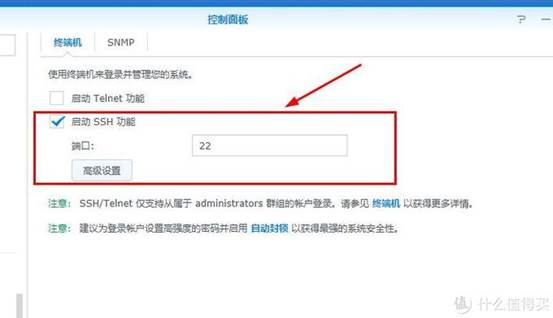 控制面板
? —
终端机 SNMP
使用终端机来登录并管理您的系统。
启动 Telnet 功能
启动 SSH 功能
端口: 22
高级设置
注意: SSH/Telnet 仅支持从属于 administrators 群组的帐户登录。请参见 终端机 以获得更多详情。
注意: 建议为登录帐户设置高强度的密码并启用 自动封锁 以获得最强的系统安全性。
值 什么值得买